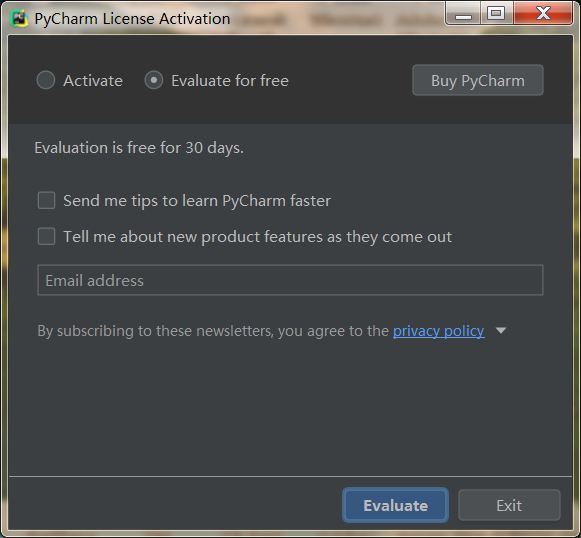 PyCharm License Activation
Activate Evaluate for free Buy PyCharm
Evaluation is free for 30 days.
Send me tips to learn PyCharm faster
Tell me about new product features as they come out
Email address
By subscribing to these newsletters, you agree to the privacy policy
Evaluate Exit